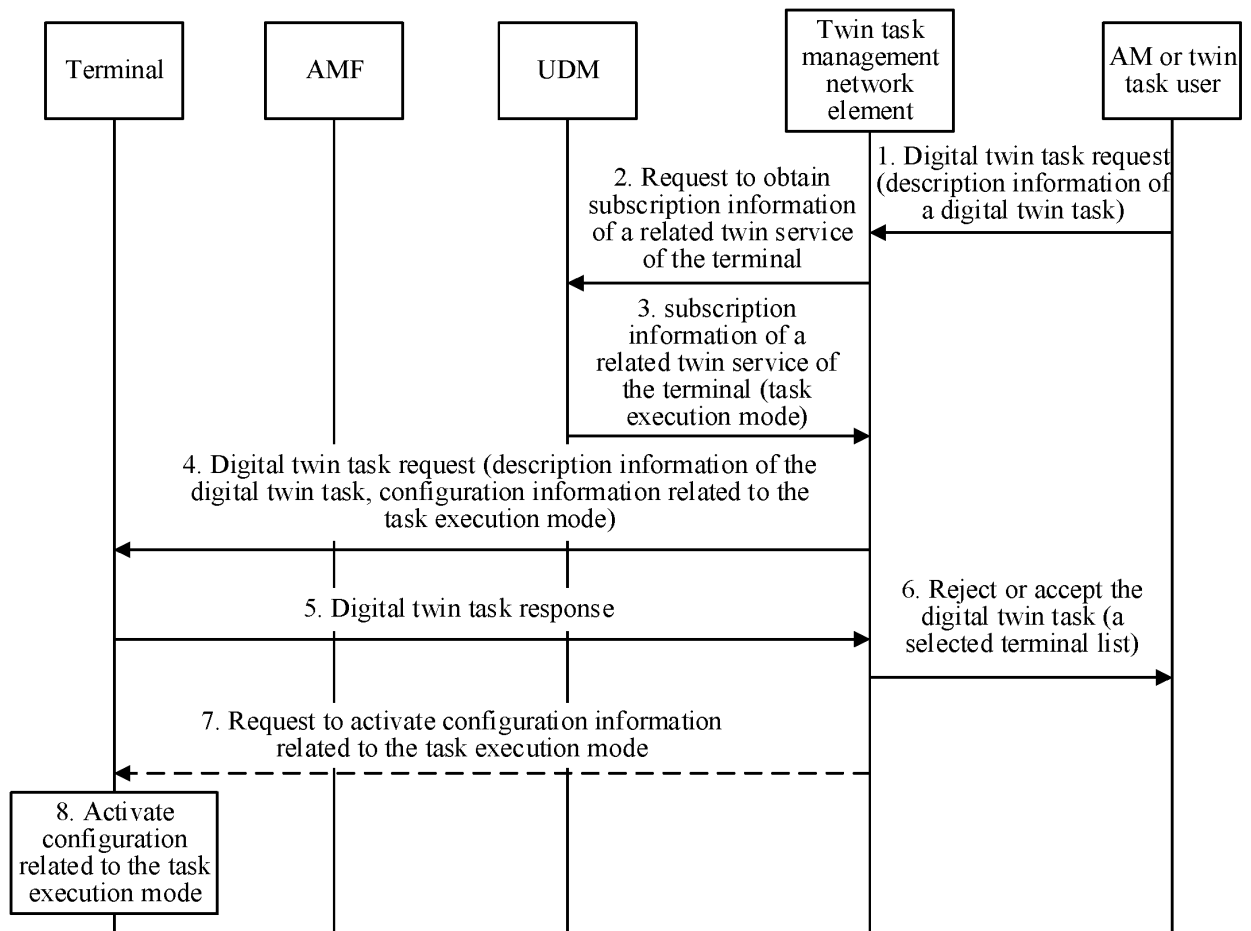 Terminal
AMF
UDM
Twin task
management
network
element
AM or twin
task user
1. Digital twin task request
(description information of
a digital twin task)
2. Request to obtain
subscription information
of a related twin service
of the terminal
3. subscription
information of a
related twin service of
the terminal (task
execution mode)
4. Digital twin task request (description information of the
digital twin task, configuration information related to the
task execution mode)
5. Digital twin task response
6. Reject or accept the
digital twin task (a
selected terminal list)
7. Request to activate configuration information
related to the task execution mode
8. Activate
configuration
related to the task
execution mode